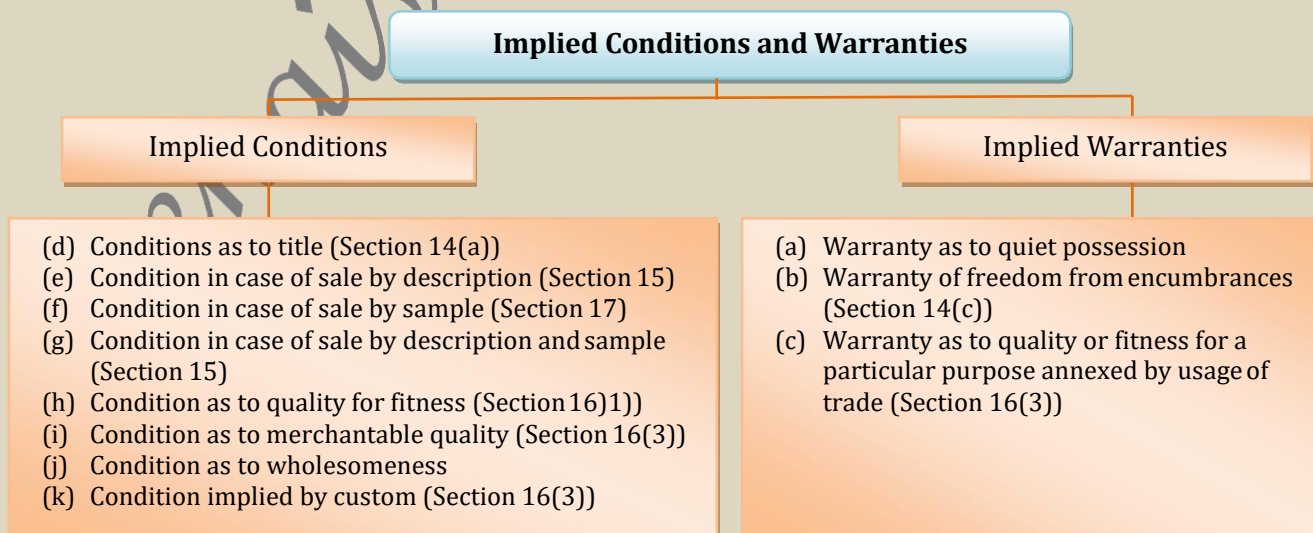 Implied Conditions and Warranties
Implied Conditions
Implied Warranties
(d) Conditions as to title (Section 14(a))
(e) Condition in case of sale by description (Section 15)
(f) Condition in case of sale by sample (Section 17)
(g) Condition in case of sale by description and sample
(Section 15)
(h) Condition as to quality for fitness (Section 16)1))
(i) Condition as to merchantable quality (Section 16(3))
(j) Condition as to wholesomeness
(k) Condition implied by custom (Section 16(3))
(a) Warranty as to quiet possession
(b) Warranty of freedom from encumbrances
(Section 14(c))
(c) Warranty as to quality or fitness for a
particular purpose annexed by usage of
trade (Section 16(3))